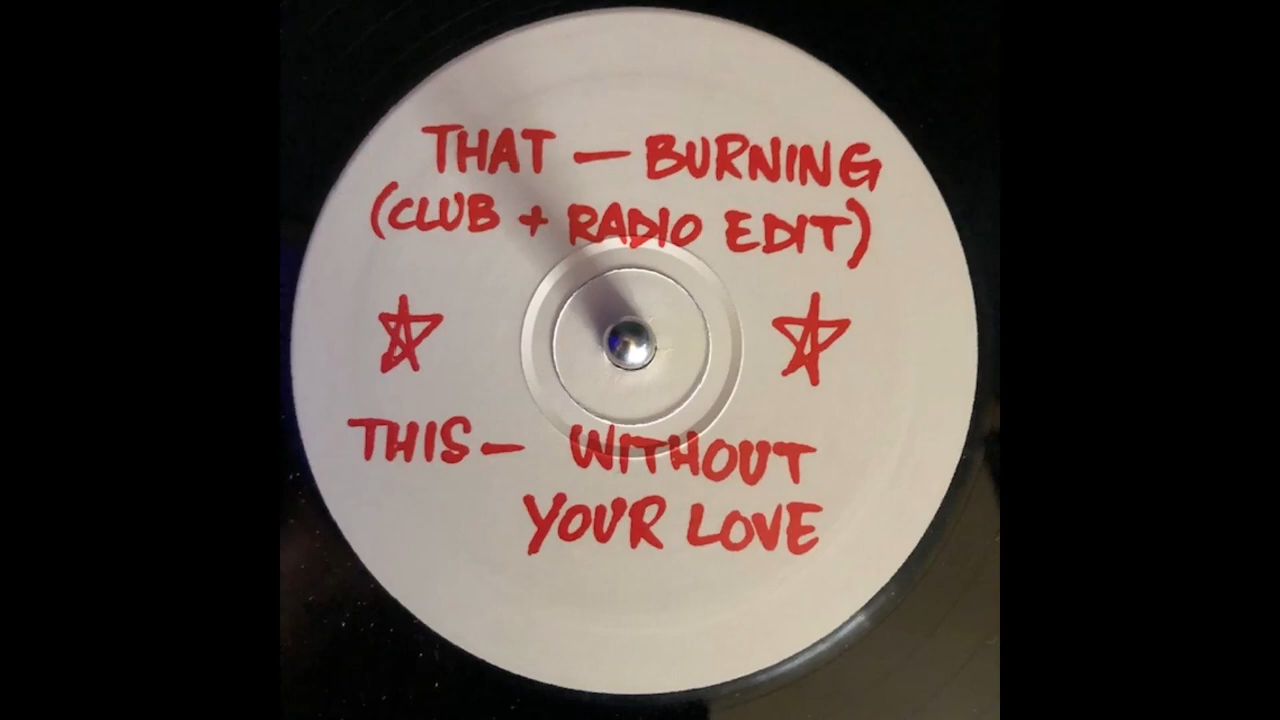 THAT — BURNING
(CLUB + RADIO EDIT)
THIS — WITHOUT
YOUR LOVE